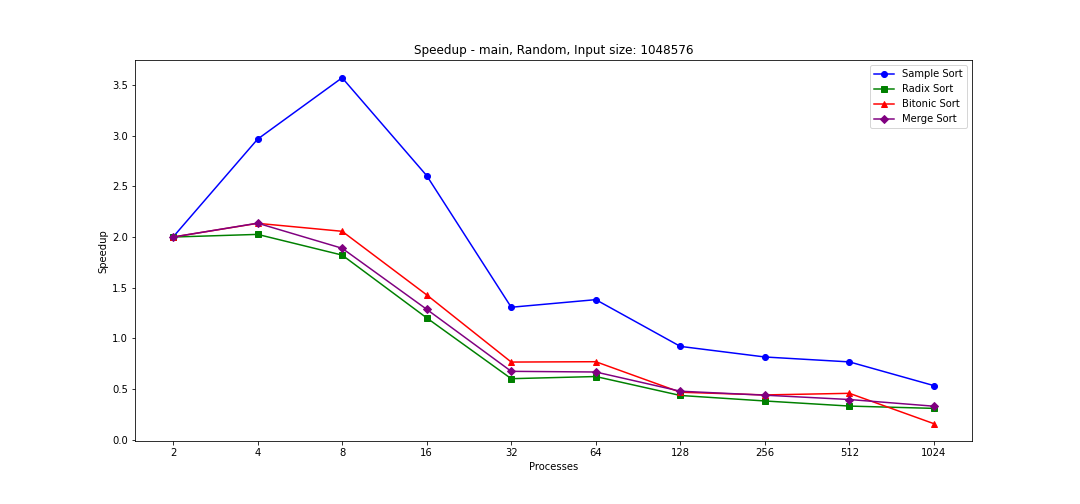 Speedup - main, Random, Input size: 1048576
Sample Sort
Radix Sort
Bitonic Sort
Merge Sort
Speedup
3.5
3.0
2.5
2.0
1.5
1.0
0.5
0.0
2 4 8 16 32 64 128 256 512 1024
Processes